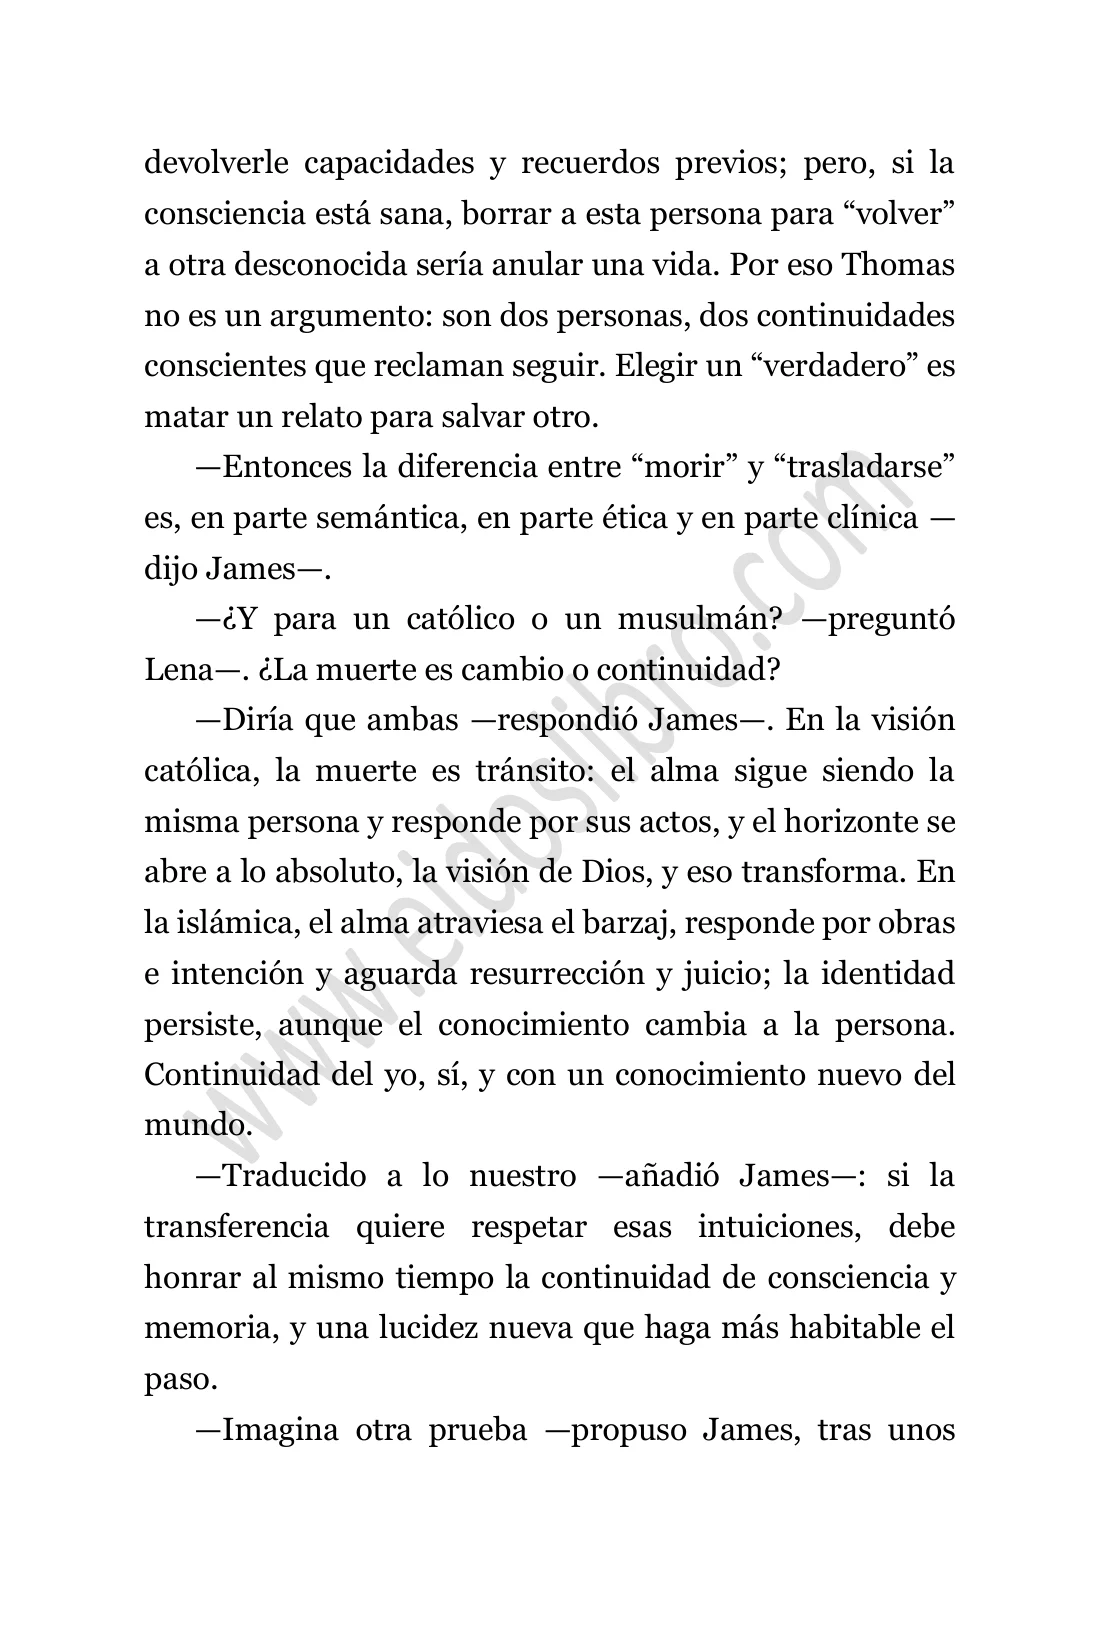 devolverle capacidades y recuerdos previos; pero, si la
consciencia está sana, borrar a esta persona para “volver”
a otra desconocida sería anular una vida. Por eso Thomas
no es un argumento: son dos personas, dos continuidades
conscientes que reclaman seguir. Elegir un “verdadero” es
matar un relato para salvar otro.
—Entonces la diferencia entre “morir” y “trasladarse”
es, en parte semántica, en parte ética y en parte clínica —
dijo James—.
—¿Y para un católico o un musulmán? —preguntó
Lena—. ¿La muerte es cambio o continuidad?
—Diría que ambas —respondió James—. En la visión
católica, la muerte es tránsito: el alma sigue siendo la
misma persona y responde por sus actos, y el horizonte se
abre a lo absoluto, la visión de Dios, y eso transforma. En
la islámica, el alma atraviesa el barzaj, responde por obras
e intención y aguarda resurrección y juicio; la identidad
persiste, aunque el conocimiento cambia a la persona.
Continuidad del yo, sí, y con un conocimiento nuevo del
mundo.
—Traducido a lo nuestro —añadió James—: si la
transferencia quiere respetar esas intuiciones, debe
honrar al mismo tiempo la continuidad de consciencia y
memoria, y una lucidez nueva que haga más habitable el
paso.
—Imagina otra prueba —propuso James, tras unos
www.eidoslibro.com